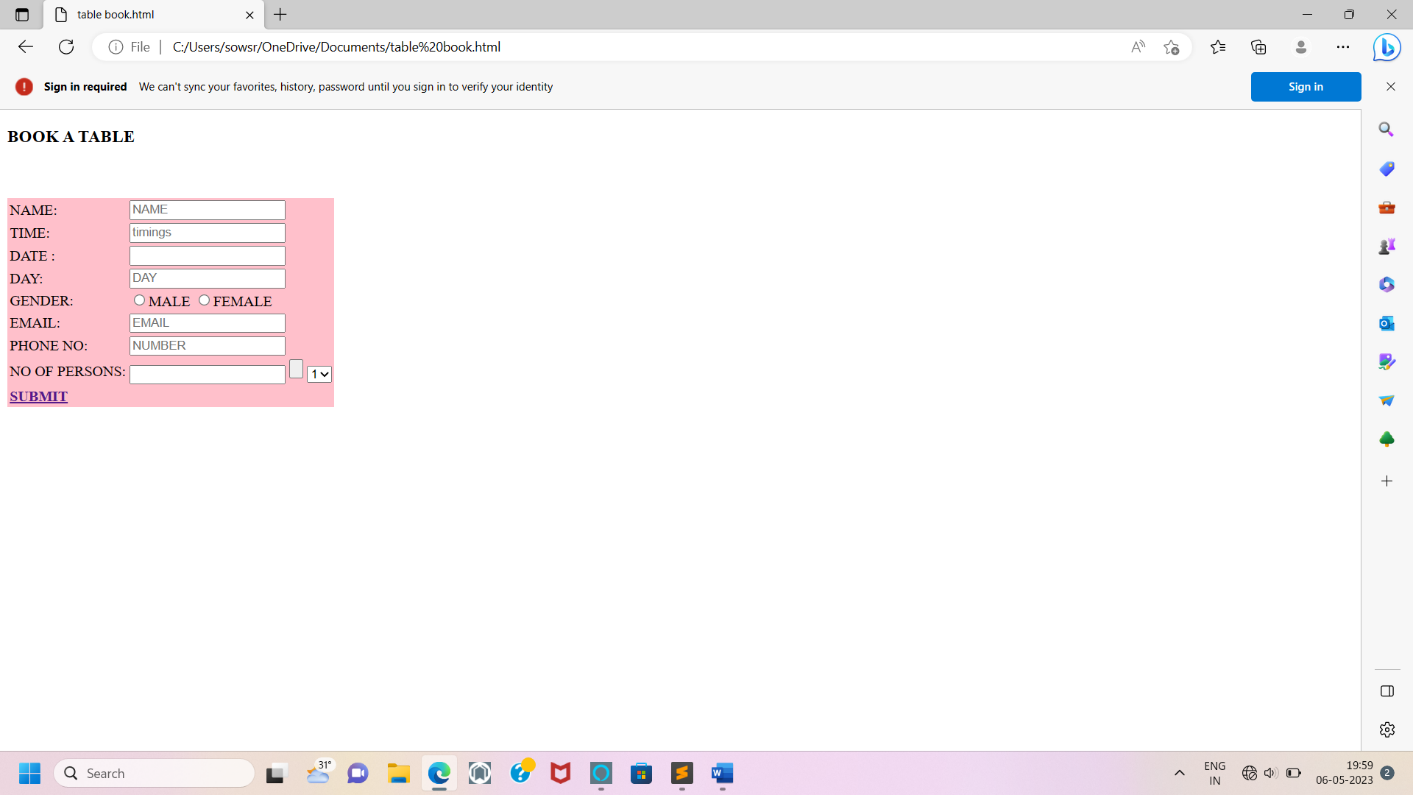 table book.html
File
C:/Users/sowsr/OneDrive/Documents/table%20book.html
Sign in required We can't sync your favorites, history, password until you sign in to verify your identity
Sign in
BOOK A TABLE
NAME: NAME
TIME: timings
DATE :
DAY: DAY
GENDER: MALE FEMALE
EMAIL: EMAIL
PHONE NO: NUMBER
NO OF PERSONS: 1
SUBMIT
Search
31°
ENG
IN
19:59
06-05-2023
2